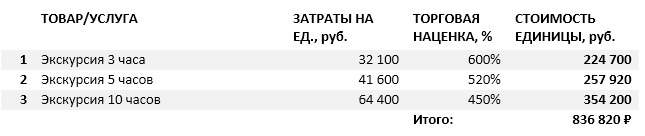 ТОВАР/УСЛУГА ЗАТРАТЫ НА ЕД., руб. ТОРГОВАЯ НАЦЕНКА, % СТОИМОСТЬ ЕДИНИЦЫ, руб.
1 Экскурсия 3 часа 32 100 600% 224 700
2 Экскурсия 5 часов 41 600 520% 257 920
3 Экскурсия 10 часов 64 400 450% 354 200
Итого: 836 820 ₽